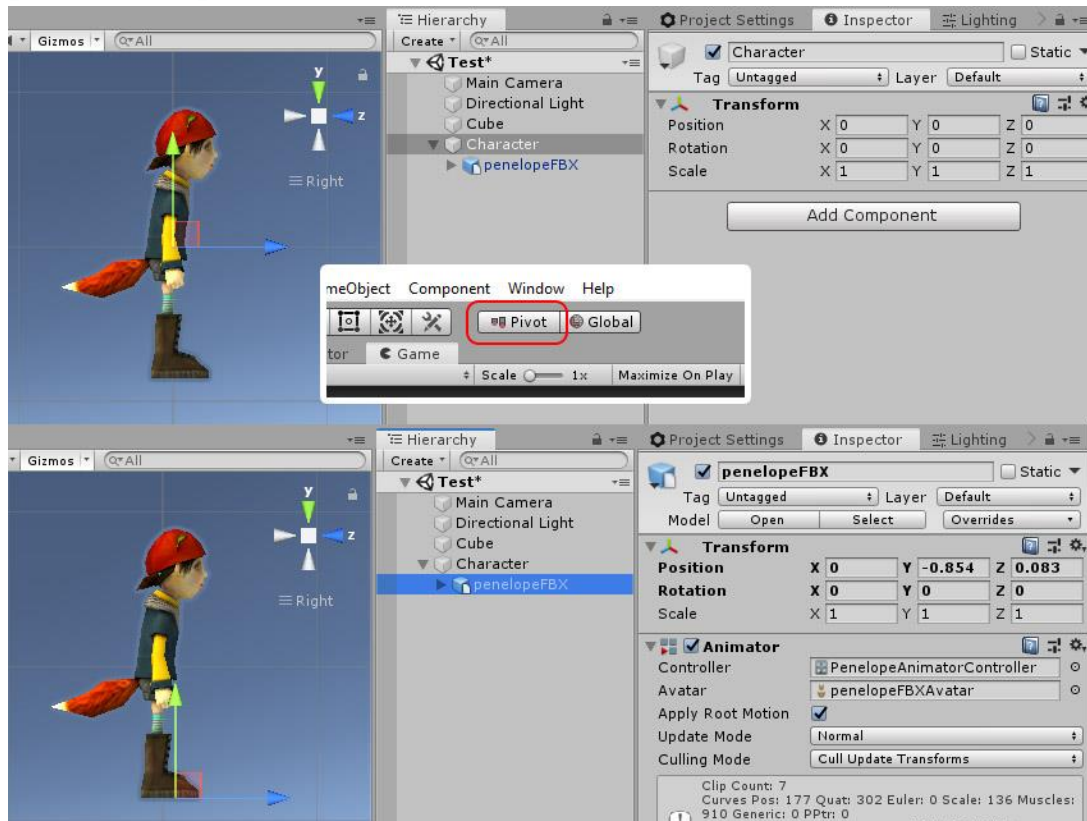 Hierarchy
Project Settings Inspector Lighting
Gizmos All
Create All
Character Static
Test*
Tag Untagged Layer Default
Main Camera
Directional Light
Cube
Character
penelopeFBX
y
z
Right
Transform
Position X 0 Y 0 Z 0
Rotation X 0 Y 0 Z 0
Scale X 1 Y 1 Z 1
Add Component
meObject Component Window Help
Pivot Global
tor Game
Scale 1x Maximize On Play
Hierarchy
Project Settings Inspector Lighting
Gizmos All
Create All
penelopeFBX Static
Test*
Tag Untagged Layer Default
Main Camera
Model Open Select Overrides
Directional Light
Cube
Character
penelopeFBX
y
z
Right
Transform
Position X 0 Y -0.854 Z 0.083
Rotation X 0 Y 0 Z 0
Scale X 1 Y 1 Z 1
Animator
Controller PenelopeAnimatorController
Avatar penelopeFBXAvatar
Apply Root Motion
Update Mode Normal
Culling Mode Cull Update Transforms
Clip Count: 7
Curves Pos: 177 Quat: 302 Euler: 0 Scale: 136 Muscles:
910 Generic: 0 PPtr: 0